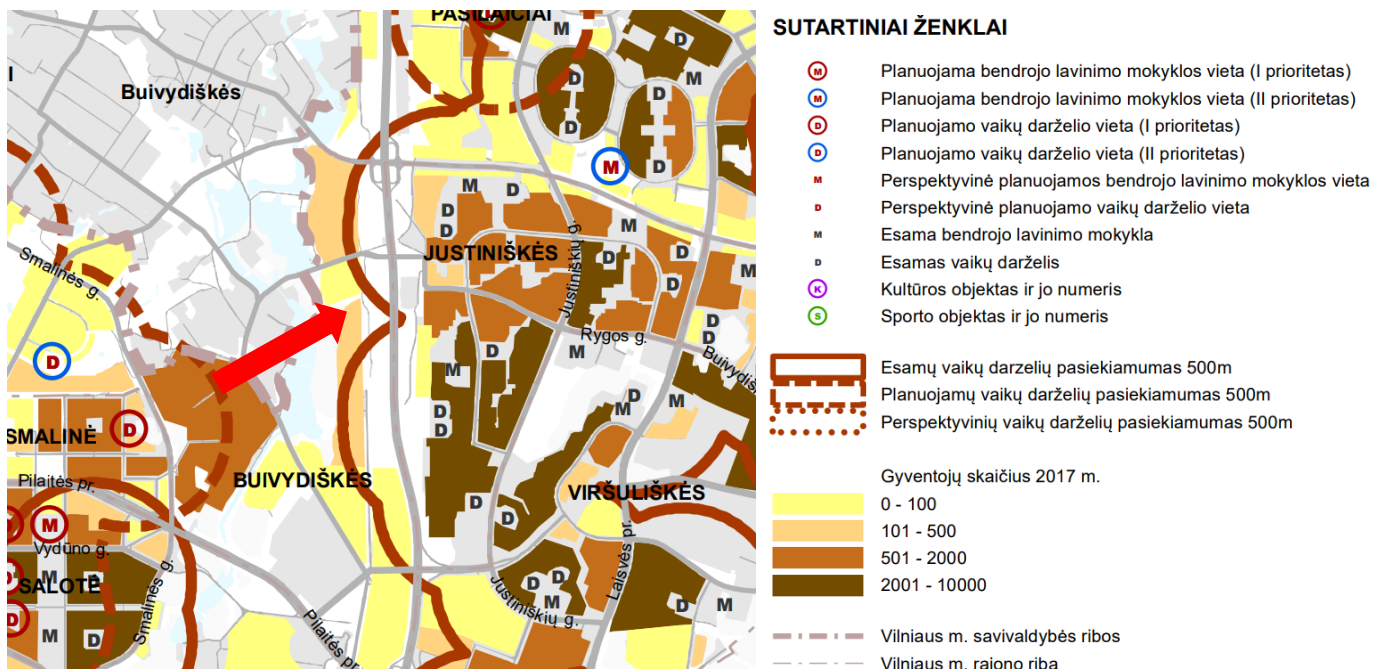 PAŠILAIČIAI
M
D
D
M
Buivydiškės
D
D
D
M
D
M
D
D
D
M
Justiniškių g.
D
M
JUSTINIŠKĖS
D
D
M
Smalinės g.
D
D
Rygos g.
D
M
Buivydiš
D
M
D
D
M
D
SMALINĖ
D
D
Pilaitės pr.
BUIVYDIŠKĖS
VIRŠULIŠKĖS
D
D
M
Vydūno g.
Laisvės pr.
M
SALOTĖ
Smalinės g.
Justiniškių g.
D
D
M
D
D
M
D
M
D
Pilaitės pr.
SUTARTINIAI ŽENKLAI
M Planuojama bendrojo lavinimo mokyklos vieta (I prioritetas)
M Planuojama bendrojo lavinimo mokyklos vieta (II prioritetas)
D Planuojamo vaikų darželio vieta (I prioritetas)
D Planuojamo vaikų darželio vieta (II prioritetas)
M Perspektyvinė planuojamos bendrojo lavinimo mokyklos vieta
D Perspektyvinė planuojamo vaikų darželio vieta
M Esama bendrojo lavinimo mokykla
D Esamas vaikų darželis
K Kultūros objektas ir jo numeris
S Sporto objektas ir jo numeris
Esamų vaikų darzelių pasiekiamumas 500m
Planuojamų vaikų darželių pasiekiamumas 500m
Perspektyvinių vaikų darželių pasiekiamumas 500m
Gyventojų skaičius 2017 m.
0 - 100
101 - 500
501 - 2000
2001 - 10000
Vilniaus m. savivaldybės ribos
Vilniaus m. rajono riba